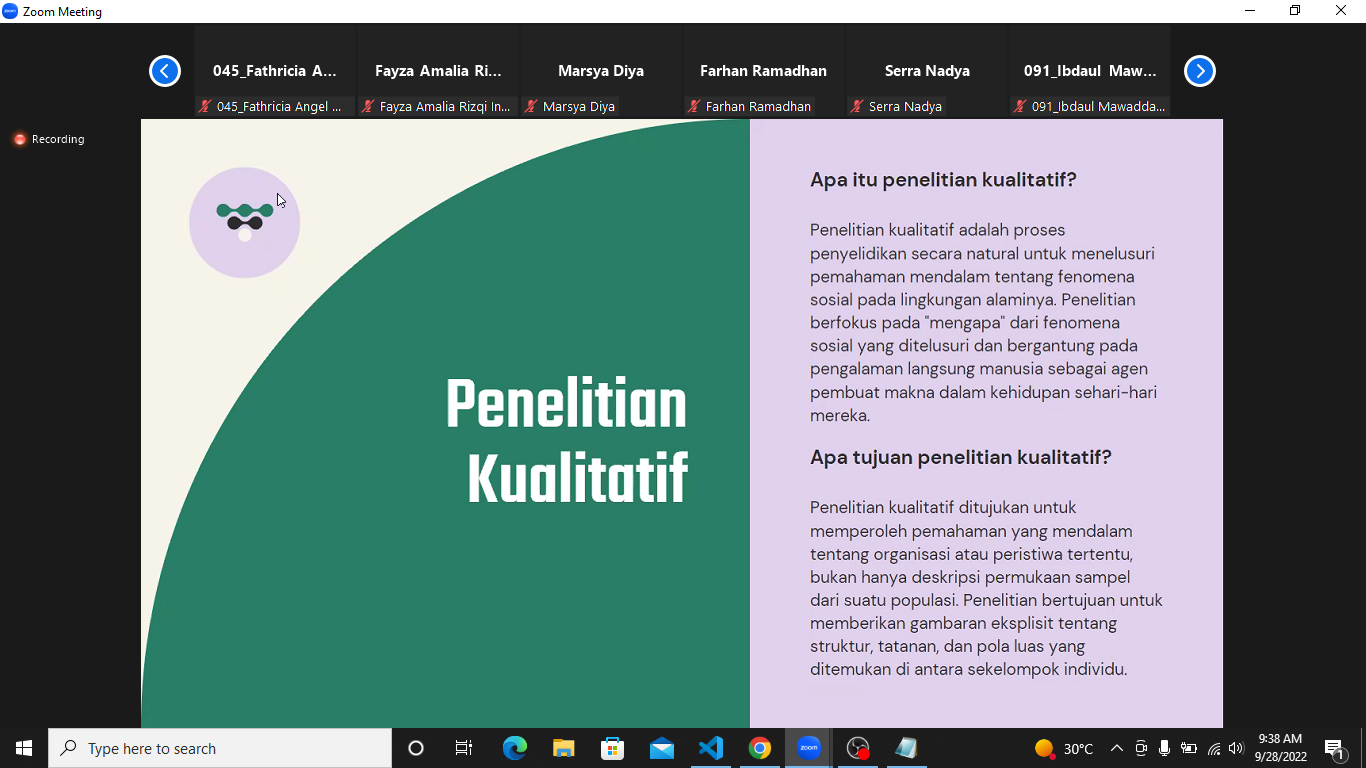 Zoom Meeting
045_Fathricia A...
Fayza Amalia Ri...
Marsya Diya
Farhan Ramadhan
Serra Nadya
091_Ibdaul Maw...
045_Fathricia Angel ...
Fayza Amalia Rizqi In...
Marsya Diya
Farhan Ramadhan
Serra Nadya
091_Ibdaul Mawadda...
Recording
Penelitian
Kualitatif
Apa itu penelitian kualitatif?
Penelitian kualitatif adalah proses
penyelidikan secara natural untuk menelusuri
pemahaman mendalam tentang fenomena
sosial pada lingkungan alaminya. Penelitian
berfokus pada "mengapa" dari fenomena
sosial yang ditelusuri dan bergantung pada
pengalaman langsung manusia sebagai agen
pembuat makna dalam kehidupan sehari-hari
mereka.
Apa tujuan penelitian kualitatif?
Penelitian kualitatif ditujukan untuk
memperoleh pemahaman yang mendalam
tentang organisasi atau peristiwa tertentu,
bukan hanya deskripsi permukaan sampel
dari suatu populasi. Penelitian bertujuan untuk
memberikan gambaran eksplisit tentang
struktur, tatanan, dan pola luas yang
ditemukan di antara sekelompok individu.
Type here to search
zoom
30°C
9:38 AM
9/28/2022
1